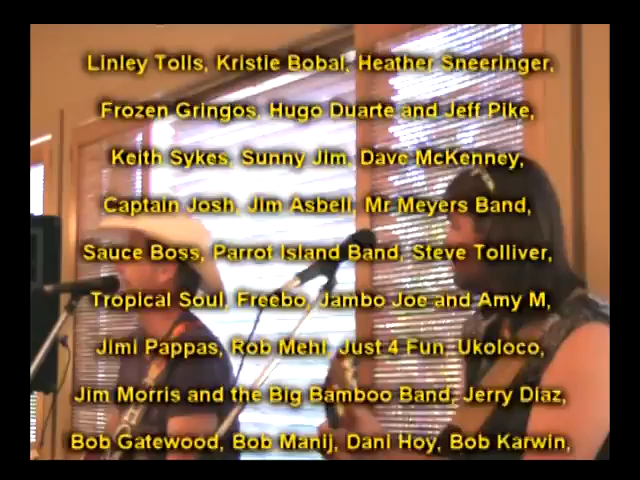 Linley Tolls, Kristie Bobal, Heather Sneeringer,
Frozen Gringos, Hugo Duarte and Jeff Pike,
Keith Sykes, Sunny Jim, Dave McKenney,
Captain Josh, Jim Asbell, Mr Meyers Band,
Sauce Boss, Parrot Island Band, Steve Tolliver,
Tropical Soul, Freebo, Jambo Joe and Amy M,
Jimi Pappas, Rob Mehl, Just 4 Fun, Ukoloco,
Jim Morris and the Big Bamboo Band, Jerry Diaz,
Bob Gatewood, Bob Manij, Dani Hoy, Bob Karwin,